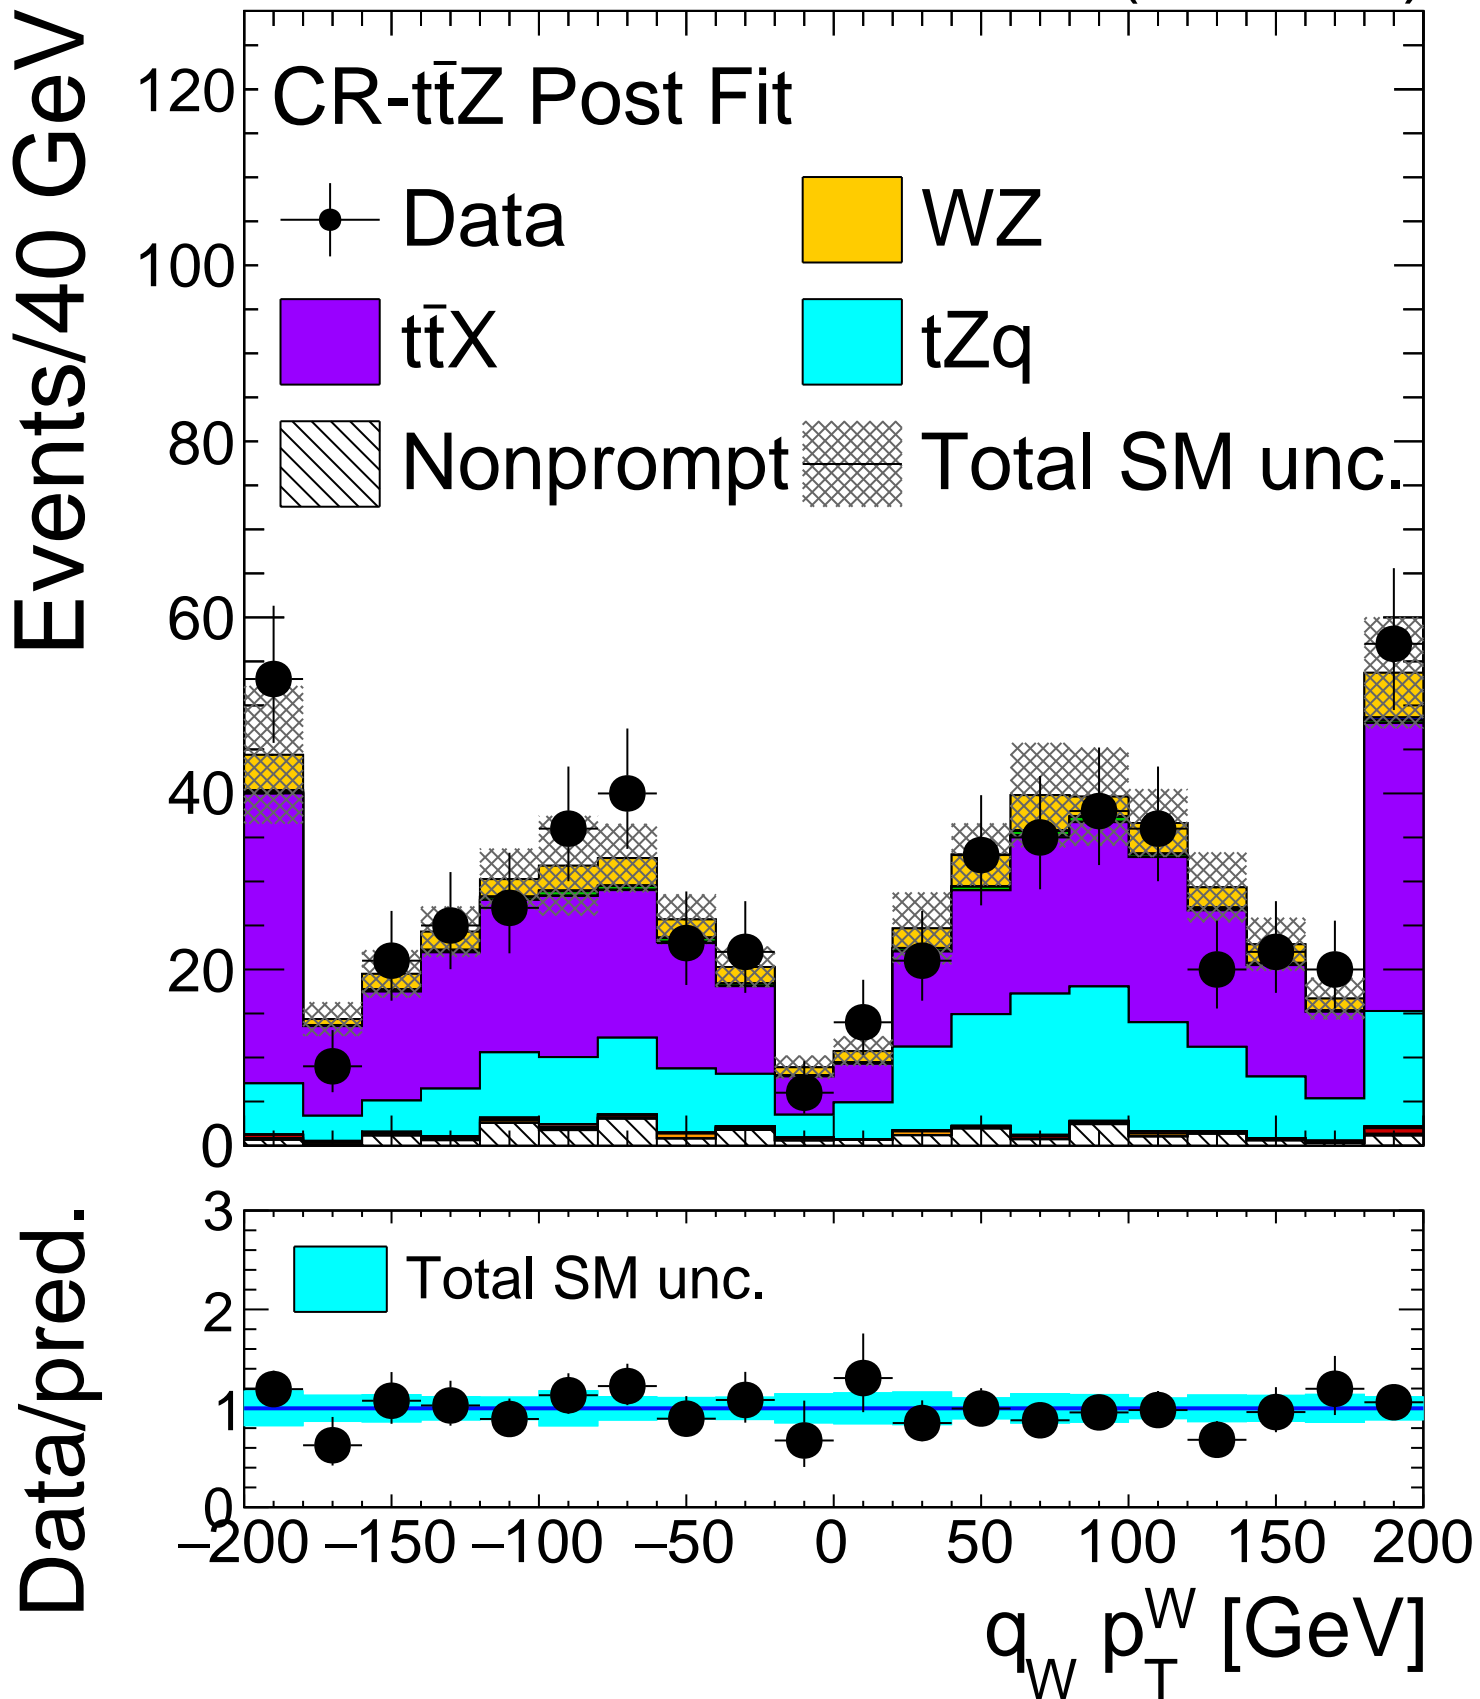 Events/40 GeV
120
100
80
60
40
20
0
CR-tt̄Z Post Fit
Data
WZ
tt̄X
tZq
Nonprompt
Total SM unc.
Data/pred.
3
2
1
0
Total SM unc.
–200 –150 –100 –50 0 50 100 150 200
q_W p_T^W [GeV]